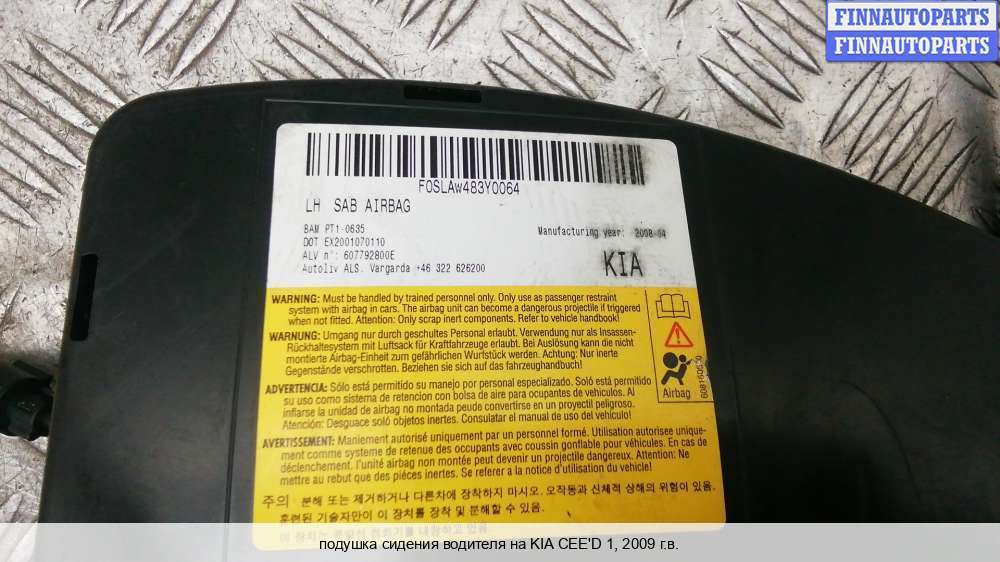 FINNAUTOPARTS
FINNAUTOPARTS
F0SLAW483Y0064
LH SAB AIRBAG
BAM PT1-0635
DOT EX2001070110
ALV n°: 607792800E
Autoliv ALS. Vargarda +46 322 626200
Manufacturing year: 2008-04
KIA
WARNING: Must be handled by trained personnel only. Only use as passenger restraint
system with airbag in cars. The airbag unit can become a dangerous projectile if triggered
when not fitted. Attention: Only scrap inert components. Refer to vehicle handbook!
WARNUNG: Umgang nur durch geschultes Personal erlaubt. Verwendung nur als Insassen-
Rückhaltesystem mit Luftsack für Kraftfahrzeuge erlaubt. Bei Auslösung kann die nicht
montierte Airbag-Einheit zum gefährlichen Wurfstück werden. Achtung: Nur inerte
Gegenstände verschrotten. Beziehen sie sich auf das fahrzeughandbuch!
ADVERTENCIA: Sólo está permitido su manejo por personal especializado. Solo está permitido
su uso como sistema de retencion con bolsa de aire para ocupantes de vehiculos. Al
inflarse la unidad de airbag no montada peude convertirse en un proyectil peligroso.
Atención: Desguace soló objetos inertes. Consulatar el manual de uso del vehiculo!
AVERTISSEMENT: Maniement autorisé uniquement par un personnel formé. Utilisation autorisee unique-
ment comme systeme de retenue des occupants avec coussin gonflable pour véhicules. En cas de
déclenchement. l'unité airbag non montée peut devenir un projectile dangereux. Attention: Ne
mettre au rebut que des piéces inertes. Se referer a la notice d'utilisation du vehicule!
주의 : 분해 또는 제거하거나 다른차에 장착하지 마시오. 오작동과 신체적 상해의 위험이 있음.
훈련된 기술자만이 이 장치를 장착 및 분해할 수 있음.
이 장치는
Airbag
подушка сидения водителя на KIA CEE'D 1, 2009 г.в.